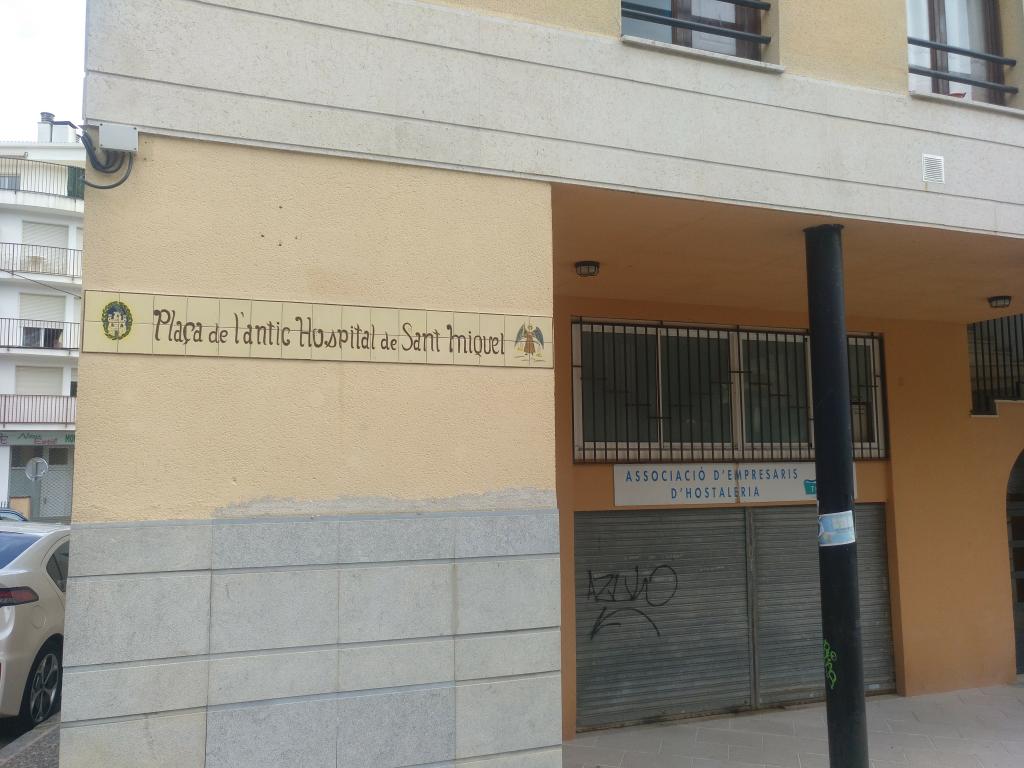 Plaça de l'antic Hospital de Sant Miquel
ASSOCIACIÓ D'EMPRESARIS
D'HOSTALERIA